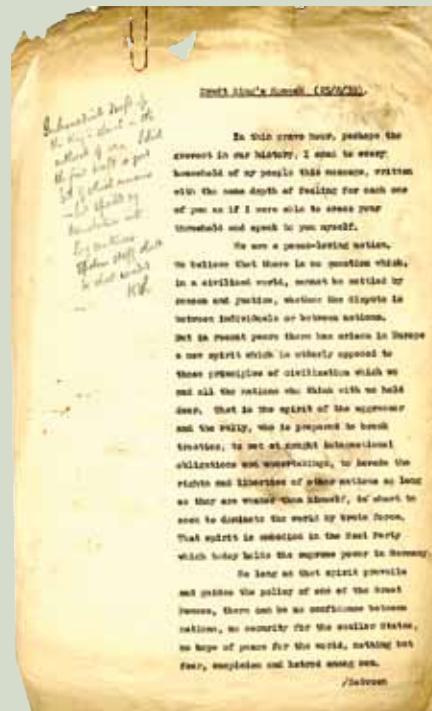 Draft King's Speech (25/8/39).
In this grave hour, perhaps the
gravest in our history, I send to every
household of my people this message, written
with the same depth of feeling for each one
of you as if I were able to cross your
threshold and speak to you myself.
We are a peace-loving nation.
We believe that there is no question which,
in a civilised world, cannot be settled by
reason and justice, whether the dispute is
between individuals or between nations.
But in recent years there has arisen in Europe
a new spirit which is utterly opposed to
those principles of civilization which we
and all the nations who think with us hold
dear. That is the spirit of the aggressor
and the bully, who is prepared to break
treaties, to set at nought international
obligations and undertakings, to invade the
rights and liberties of other nations so long
as they are weaker than himself, in short to
seek to dominate the world by brute force.
That spirit is embodied in the Nazi Party
which today holds the supreme power in Germany.
So long as that spirit prevails
and guides the policy of one of the Great
Powers, there can be no confidence between
nations, no security for the smaller States,
no hope of peace for the world, nothing but
fear, suspicion and hatred among men.
/Between